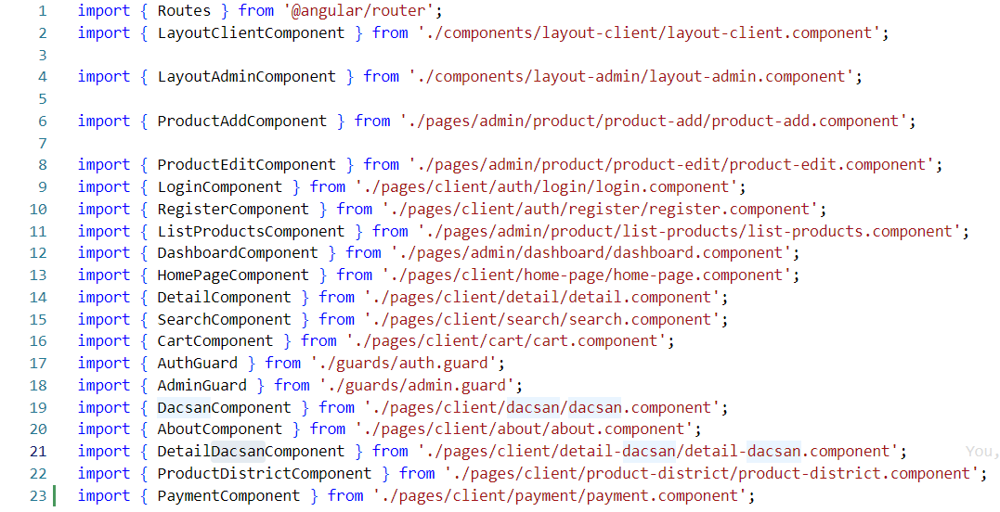 1 import { Routes } from '@angular/router';
2 import { LayoutClientComponent } from './components/layout-client/layout-client.component';
3
4 import { LayoutAdminComponent } from './components/layout-admin/layout-admin.component';
5
6 import { ProductAddComponent } from './pages/admin/product/product-add/product-add.component';
7
8 import { ProductEditComponent } from './pages/admin/product/product-edit/product-edit.component';
9 import { LoginComponent } from './pages/client/auth/login/login.component';
10 import { RegisterComponent } from './pages/client/auth/register/register.component';
11 import { ListProductsComponent } from './pages/admin/product/list-products/list-products.component';
12 import { DashboardComponent } from './pages/admin/dashboard/dashboard.component';
13 import { HomePageComponent } from './pages/client/home-page/home-page.component';
14 import { DetailComponent } from './pages/client/detail/detail.component';
15 import { SearchComponent } from './pages/client/search/search.component';
16 import { CartComponent } from './pages/client/cart/cart.component';
17 import { AuthGuard } from './guards/auth.guard';
18 import { AdminGuard } from './guards/admin.guard';
19 import { DacsanComponent } from './pages/client/dacsan/dacsan.component';
20 import { AboutComponent } from './pages/client/about/about.component';
21 import { DetailDacsanComponent } from './pages/client/detail-dacsan/detail-dacsan.component'; You,
22 import { ProductDistrictComponent } from './pages/client/product-district/product-district.component';
23 import { PaymentComponent } from './pages/client/payment/payment.component';